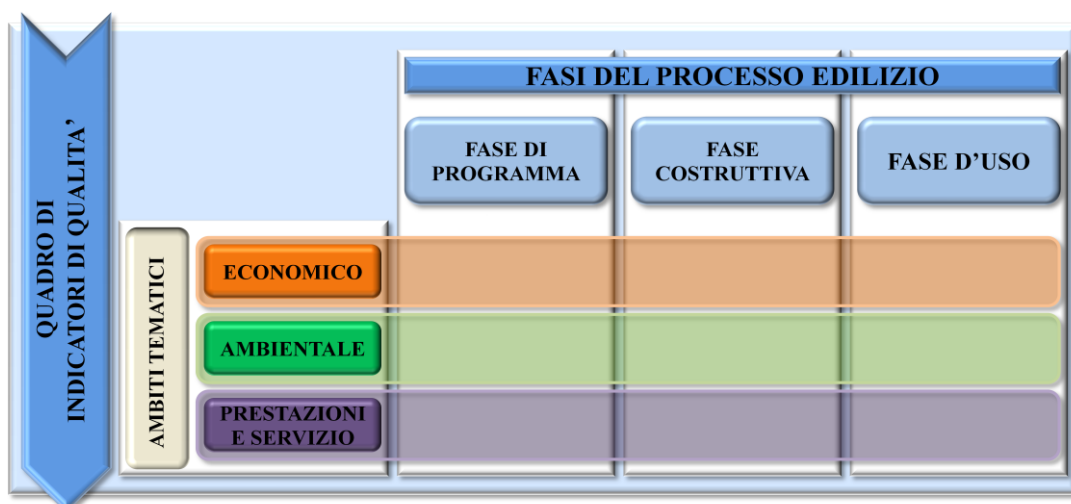 QUADRO DI
INDICATORI DI QUALITA’
FASI DEL PROCESSO EDILIZIO
FASE DI
PROGRAMMA
FASE
COSTRUTTIVA
FASE D’USO
AMBITI TEMATICI
ECONOMICO
AMBIENTALE
PRESTAZIONI
E SERVIZIO